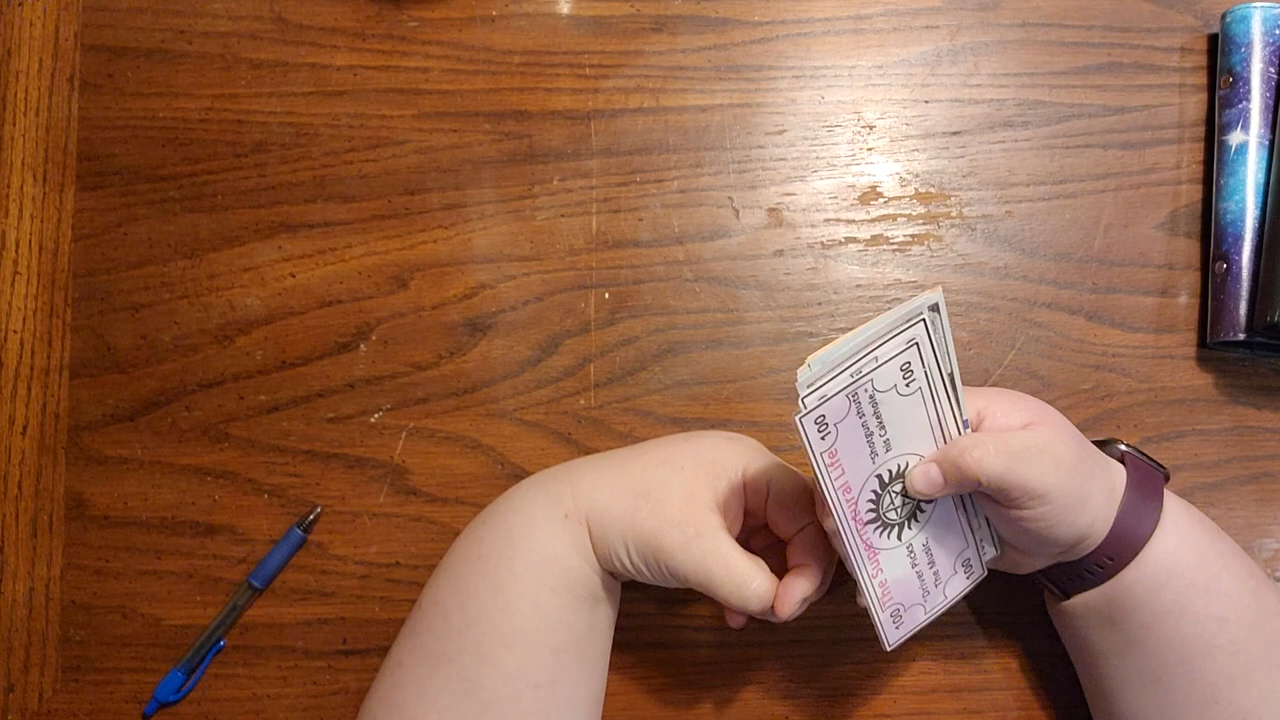 100
100
The Supernatural Life
"Driver Picks
The Music,
"Shotgun shuts
his Cakehole."
100
100